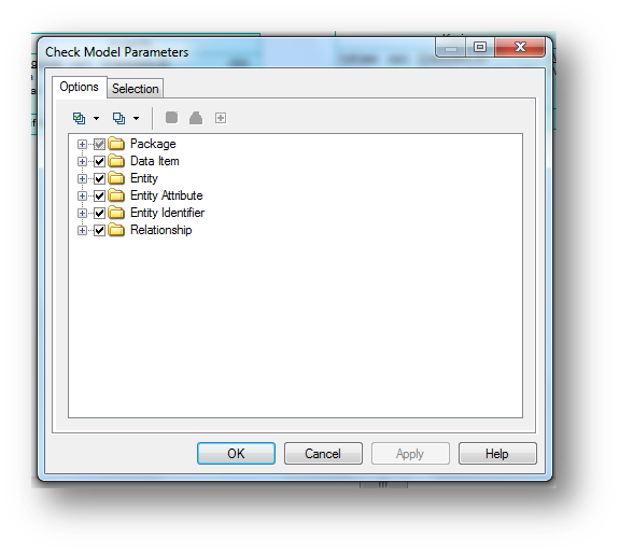 Check Model Parameters
Options
Selection
Package
Data Item
Entity
Entity Attribute
Entity Identifier
Relationship
OK
Cancel
Apply
Help